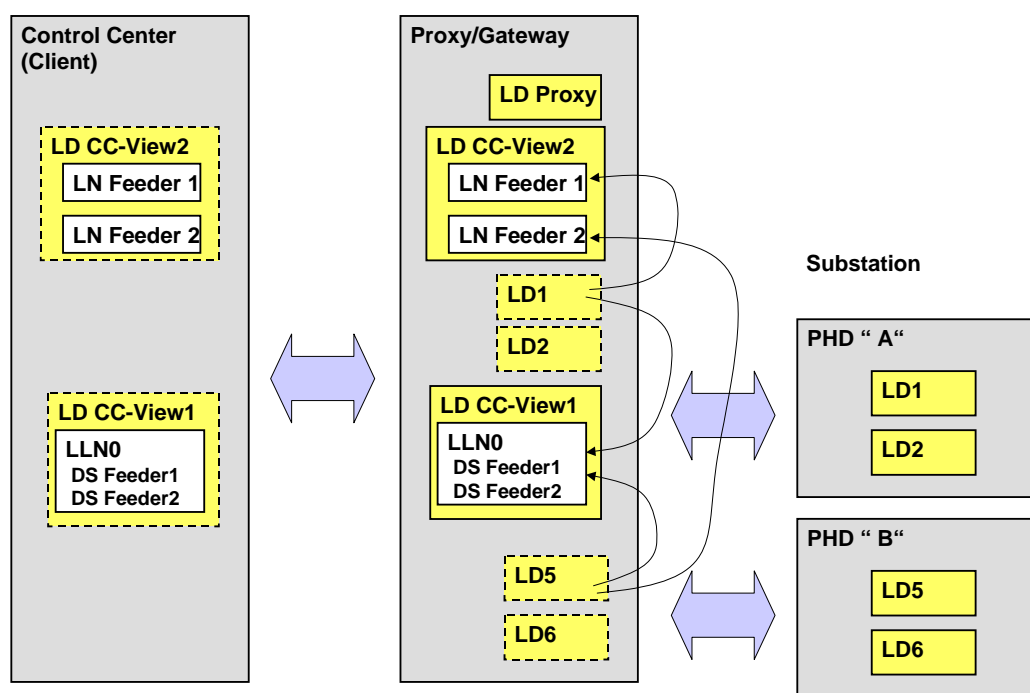 Control Center
(Client)
LD CC-View2
LN Feeder 1
LN Feeder 2
LD CC-View1
LLN0
DS Feeder1
DS Feeder2
Proxy/Gateway
LD Proxy
LD CC-View2
LN Feeder 1
LN Feeder 2
LD1
LD2
LD CC-View1
LLN0
DS Feeder1
DS Feeder2
LD5
LD6
Substation
PHD “ A“
LD1
LD2
PHD “ B“
LD5
LD6